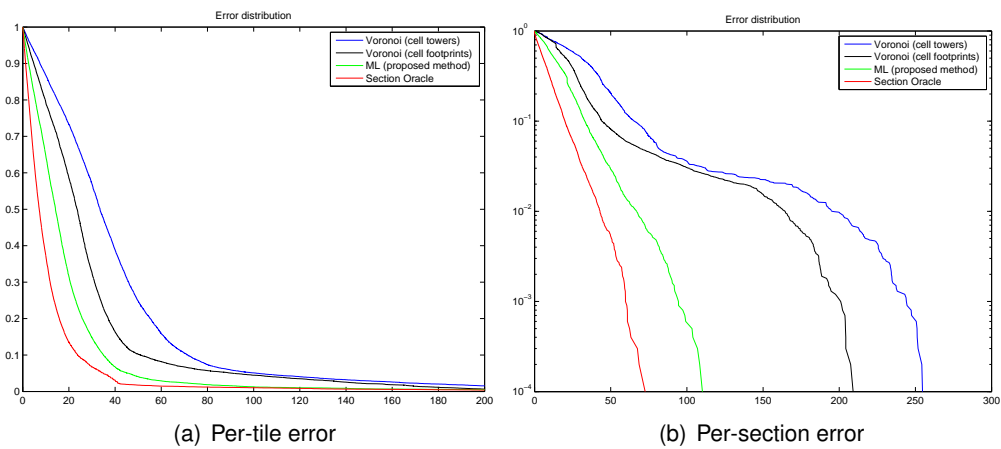 Error distribution
Voronoi (cell towers)
Voronoi (cell footprints)
ML (proposed method)
Section Oracle
1
0.9
0.8
0.7
0.6
0.5
0.4
0.3
0.2
0.1
0
0 20 40 60 80 100 120 140 160 180 200
(a) Per-tile error
Error distribution
Voronoi (cell towers)
Voronoi (cell footprints)
ML (proposed method)
Section Oracle
10^0
10^-1
10^-2
10^-3
10^-4
0 50 100 150 200 250 300
(b) Per-section error